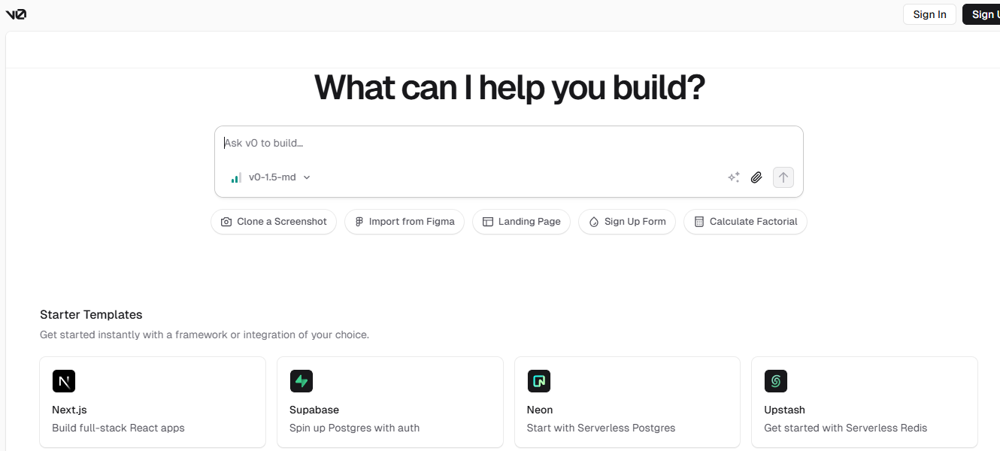 v0
Sign In
Sign U
What can I help you build?
Ask v0 to build...
v0-1.5-md
Clone a Screenshot
Import from Figma
Landing Page
Sign Up Form
Calculate Factorial
Starter Templates
Get started instantly with a framework or integration of your choice.
Next.js
Build full-stack React apps
Supabase
Spin up Postgres with auth
Neon
Start with Serverless Postgres
Upstash
Get started with Serverless Redis